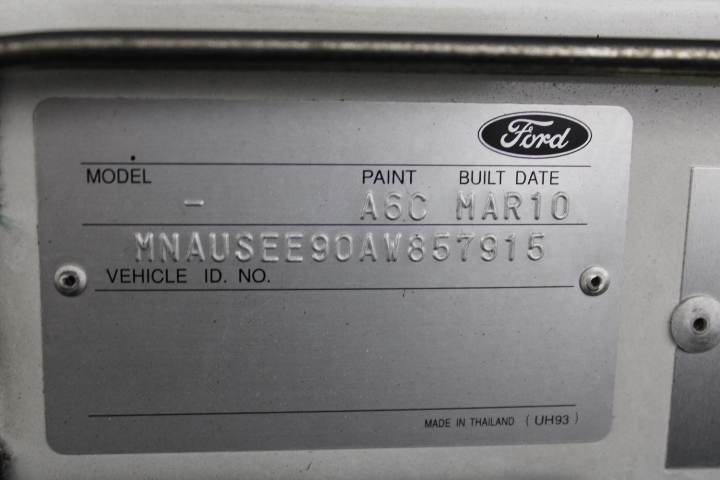 Ford
MODEL PAINT BUILT DATE
- A6C MAR10
MNAUSEE90AW857915
VEHICLE ID. NO.
MADE IN THAILAND (UH93)